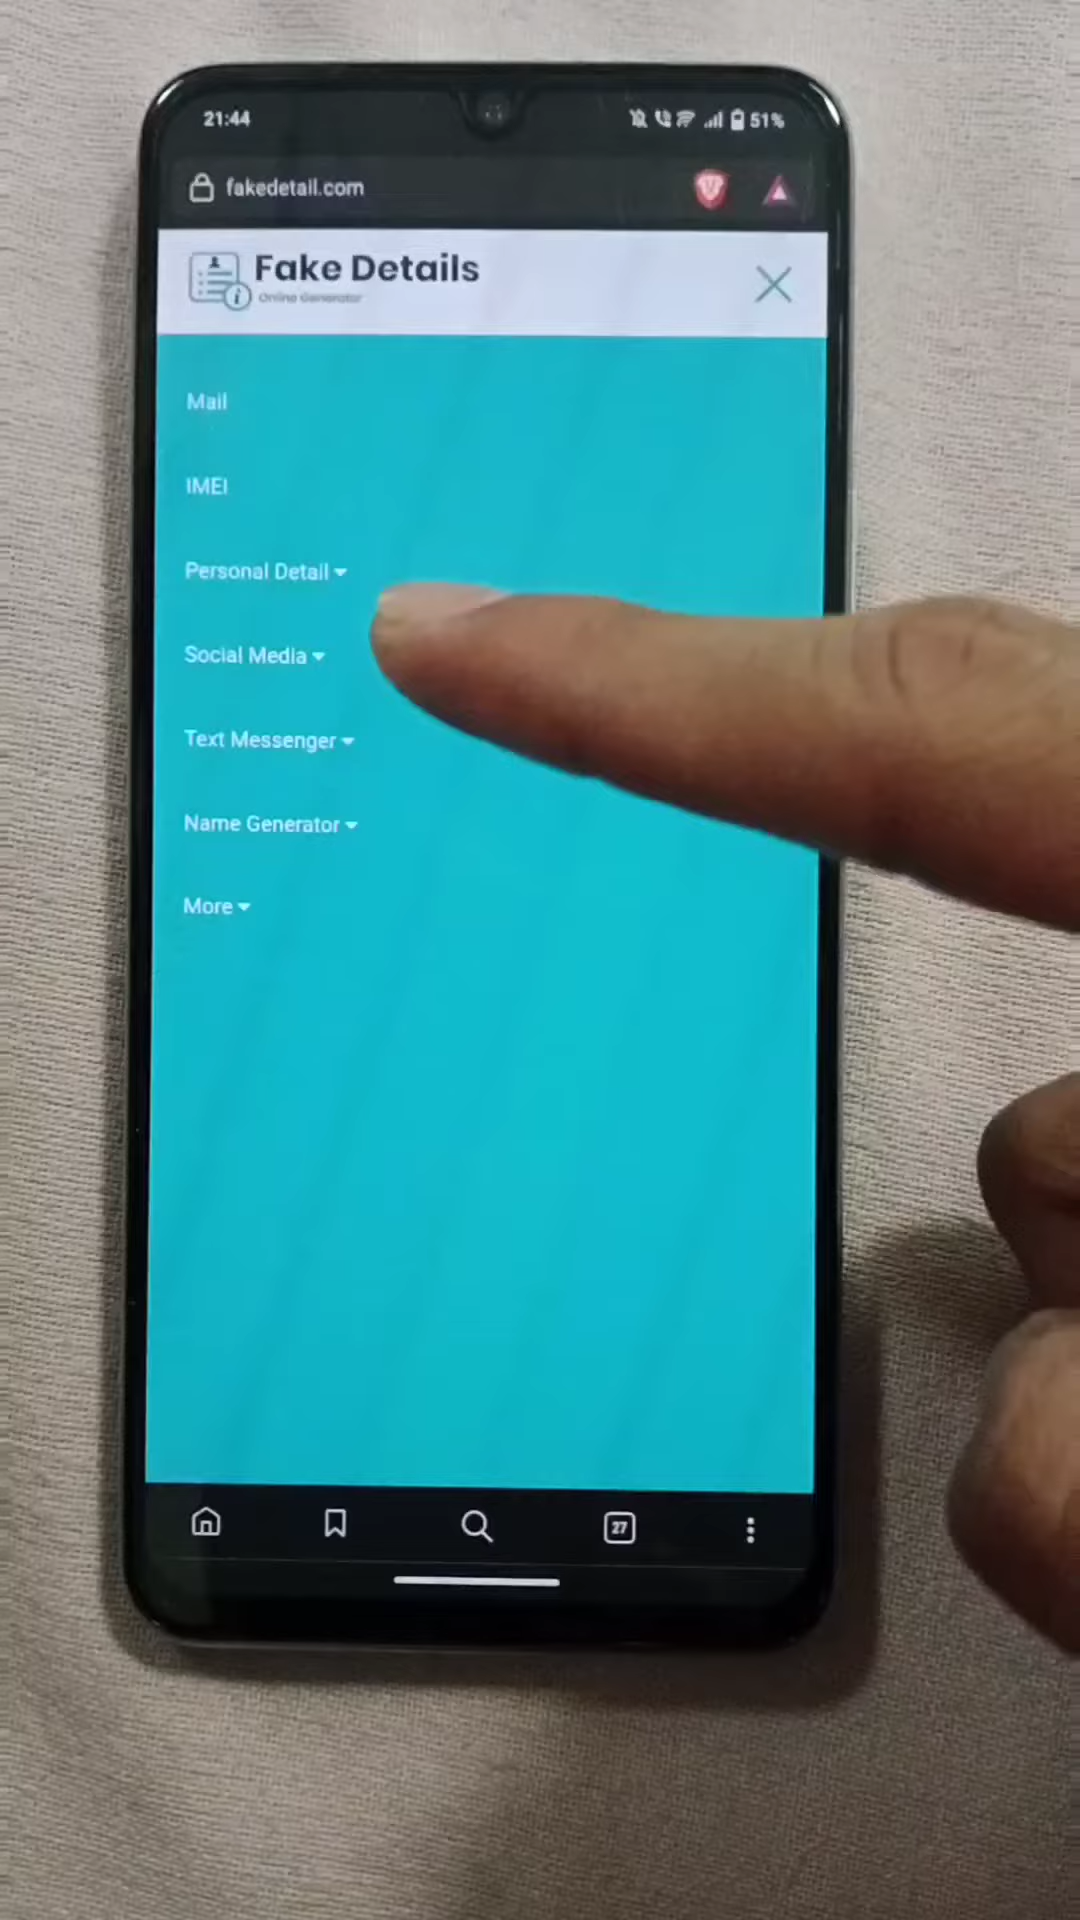 21:44
51%
fakedetail.com
Fake Details
Online Generator
Mail
IMEI
Personal Detail
Social Media
Text Messenger
Name Generator
More
27